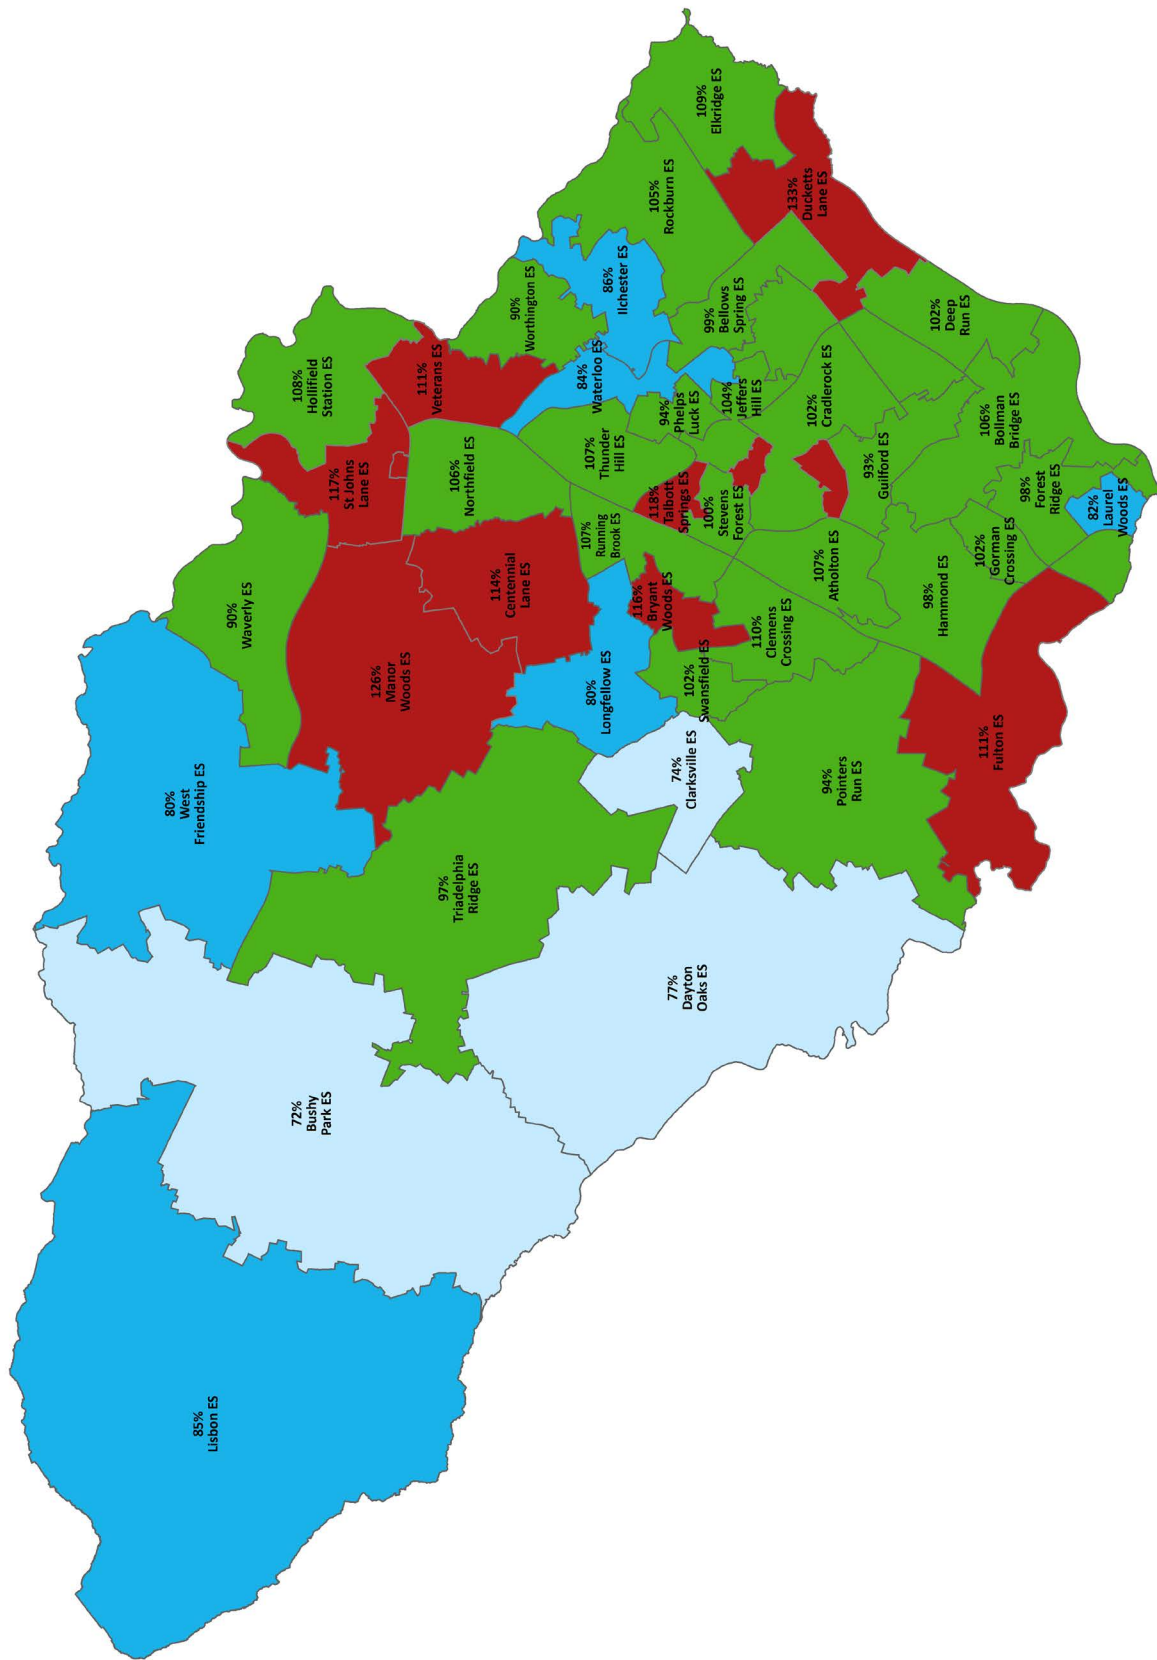 85%
Lisbon ES
72%
Bushy
Park ES
80%
West
Friendship ES
77%
Dayton
Oaks ES
97%
Triadelphia
Ridge ES
74%
Clarksville ES
94%
Pointers
Run ES
111%
Fulton ES
126%
Manor
Woods ES
90%
Waverly ES
80%
Longfellow ES
102%
Swansfield ES
114%
Centennial
Lane ES
116%
Bryant
Woods ES
110%
Clemens
Crossing ES
117%
St Johns
Lane ES
106%
Northfield ES
107%
Running
Brook ES
118%
Talbott
Springs ES
100%
Stevens
Forest ES
107%
Atholton ES
98%
Hammond ES
102%
Gorman
Crossing ES
98%
Forest
Ridge ES
82%
Laurel
Woods ES
108%
Hollifield
Station ES
111%
Veterans ES
90%
Worthington ES
84%
Waterloo ES
107%
Thunder
Hill ES
94%
Phelps
Luck ES
104%
Jeffers
Hill ES
102%
Cradlerock ES
93%
Guilford ES
106%
Bollman
Bridge ES
86%
Ilchester ES
99%
Bellows
Spring ES
102%
Deep
Run ES
105%
Rockburn ES
133%
Ducketts
Lane ES
109%
Elkridge ES